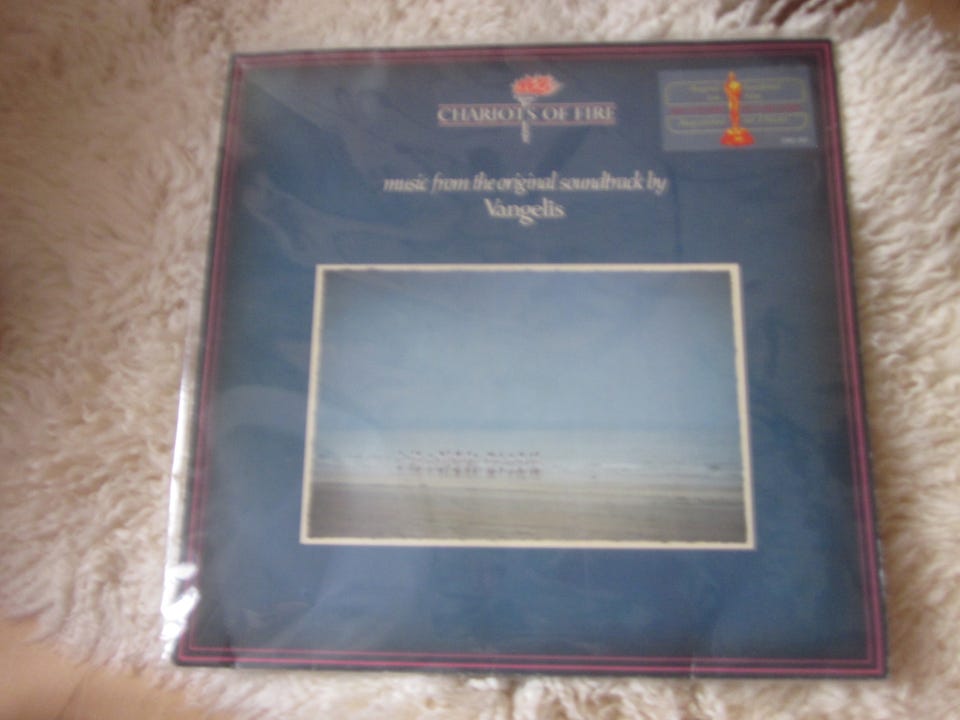 CHARIOTS OF FIRE
music from the original soundtrack by
Vangelis